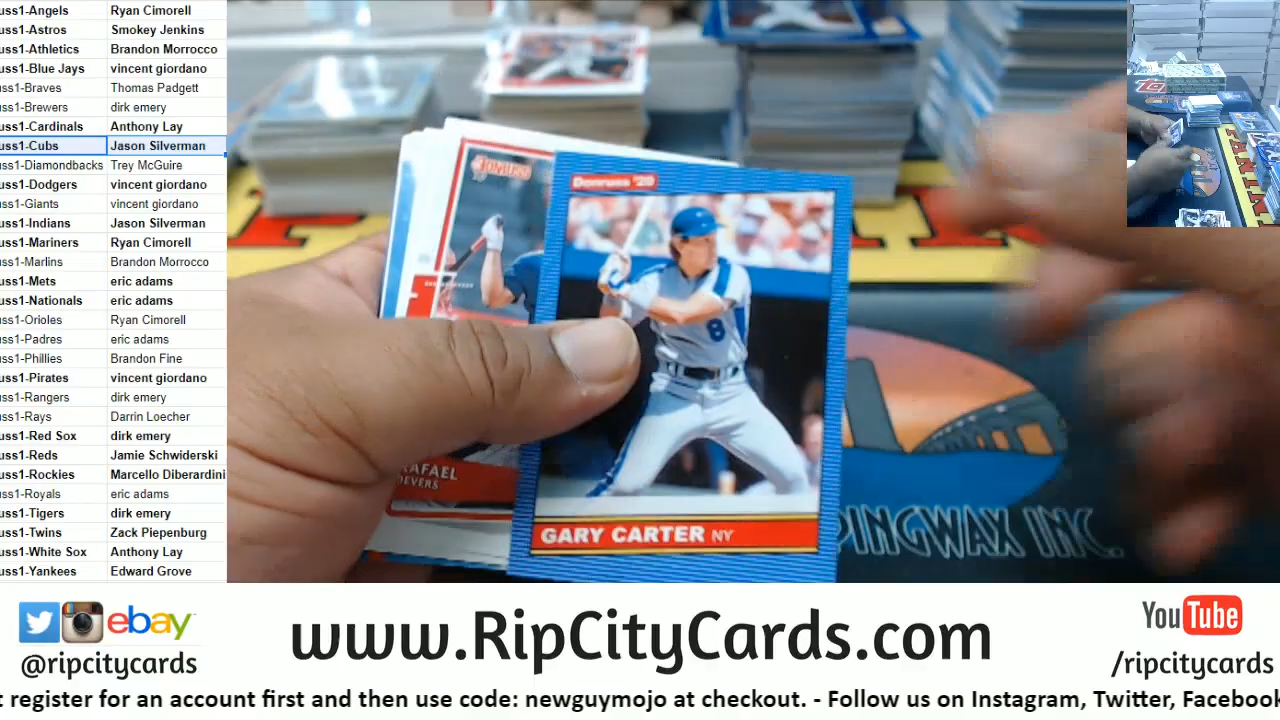 uss1-Angels Ryan Cimorell
uss1-Astros Smokey Jenkins
uss1-Athletics Brandon Morrocco
uss1-Blue Jays vincent giordano
uss1-Braves Thomas Padgett
uss1-Brewers dirk emery
uss1-Cardinals Anthony Lay
uss1-Cubs Jason Silverman
uss1-Diamondbacks Trey McGuire
uss1-Dodgers vincent giordano
uss1-Giants vincent giordano
uss1-Indians Jason Silverman
uss1-Mariners Ryan Cimorell
uss1-Marlins Brandon Morrocco
uss1-Mets eric adams
uss1-Nationals eric adams
uss1-Orioles Ryan Cimorell
uss1-Padres eric adams
uss1-Phillies Brandon Fine
uss1-Pirates vincent giordano
uss1-Rangers dirk emery
uss1-Rays Darrin Loecher
uss1-Red Sox dirk emery
uss1-Reds Jamie Schwiderski
uss1-Rockies Marcello Diberardini
uss1-Royals eric adams
uss1-Tigers dirk emery
uss1-Twins Zack Piepenburg
uss1-White Sox Anthony Lay
uss1-Yankees Edward Grove
Donruss
Donruss '20
8
RAFAEL
DEVERS
GARY CARTER NY
PINGWAX INC.
ebay
@ripcitycards
www.RipCityCards.com
YouTube
/ripcitycards
t register for an account first and then use code: newguymojo at checkout. - Follow us on Instagram, Twitter, Facebook